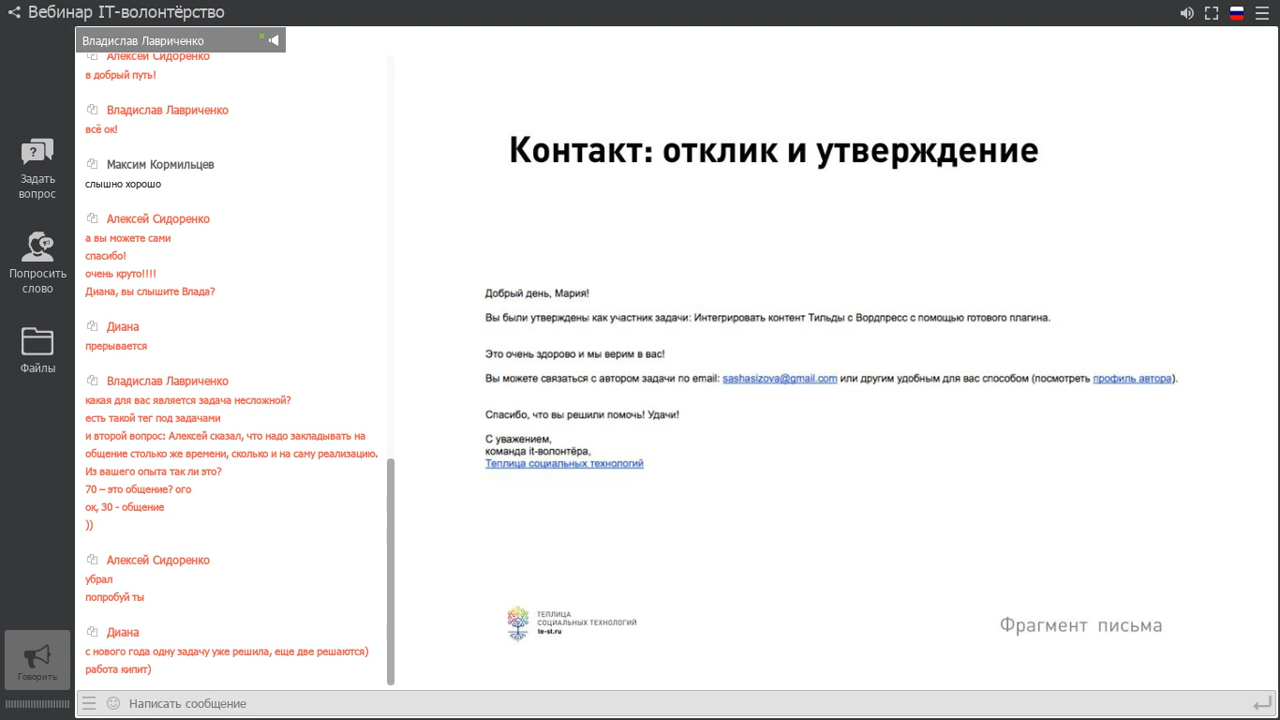 Вебинар IT-волонтёрство
Владислав Лавриченко
Алексей Сидоренко
в добрый путь!
Владислав Лавриченко
всё ок!
Максим Кормильцев
слышно хорошо
Алексей Сидоренко
а вы можете сами
спасибо!
очень круто!!!!
Диана, вы слышите Влада?
Диана
прерывается
Владислав Лавриченко
какая для вас является задача несложной?
есть такой тег под задачами
и второй вопрос: Алексей сказал, что надо закладывать на
общение столько же времени, сколько и на саму реализацию.
Из вашего опыта так ли это?
70 – это общение? ого
ок, 30 - общение
))
Алексей Сидоренко
убрал
попробуй ты
Диана
с нового года одну задачу уже решила, еще две решаются)
работа кипит)
Написать сообщение
Задать
вопрос
Попросить
слово
Файлы
Говорить
Контакт: отклик и утверждение
Добрый день, Мария!
Вы были утверждены как участник задачи: Интегрировать контент Тильды с Вордпресс с помощью готового плагина.
Это очень здорово и мы верим в вас!
Вы можете связаться с автором задачи по email: sashasizova@gmail.com или другим удобным для вас способом (посмотреть профиль автора).
Спасибо, что вы решили помочь! Удачи!
С уважением,
команда it-волонтёра,
Теплица социальных технологий
ТЕПЛИЦА
СОЦИАЛЬНЫХ ТЕХНОЛОГИЙ
te-st.ru
Фрагмент письма